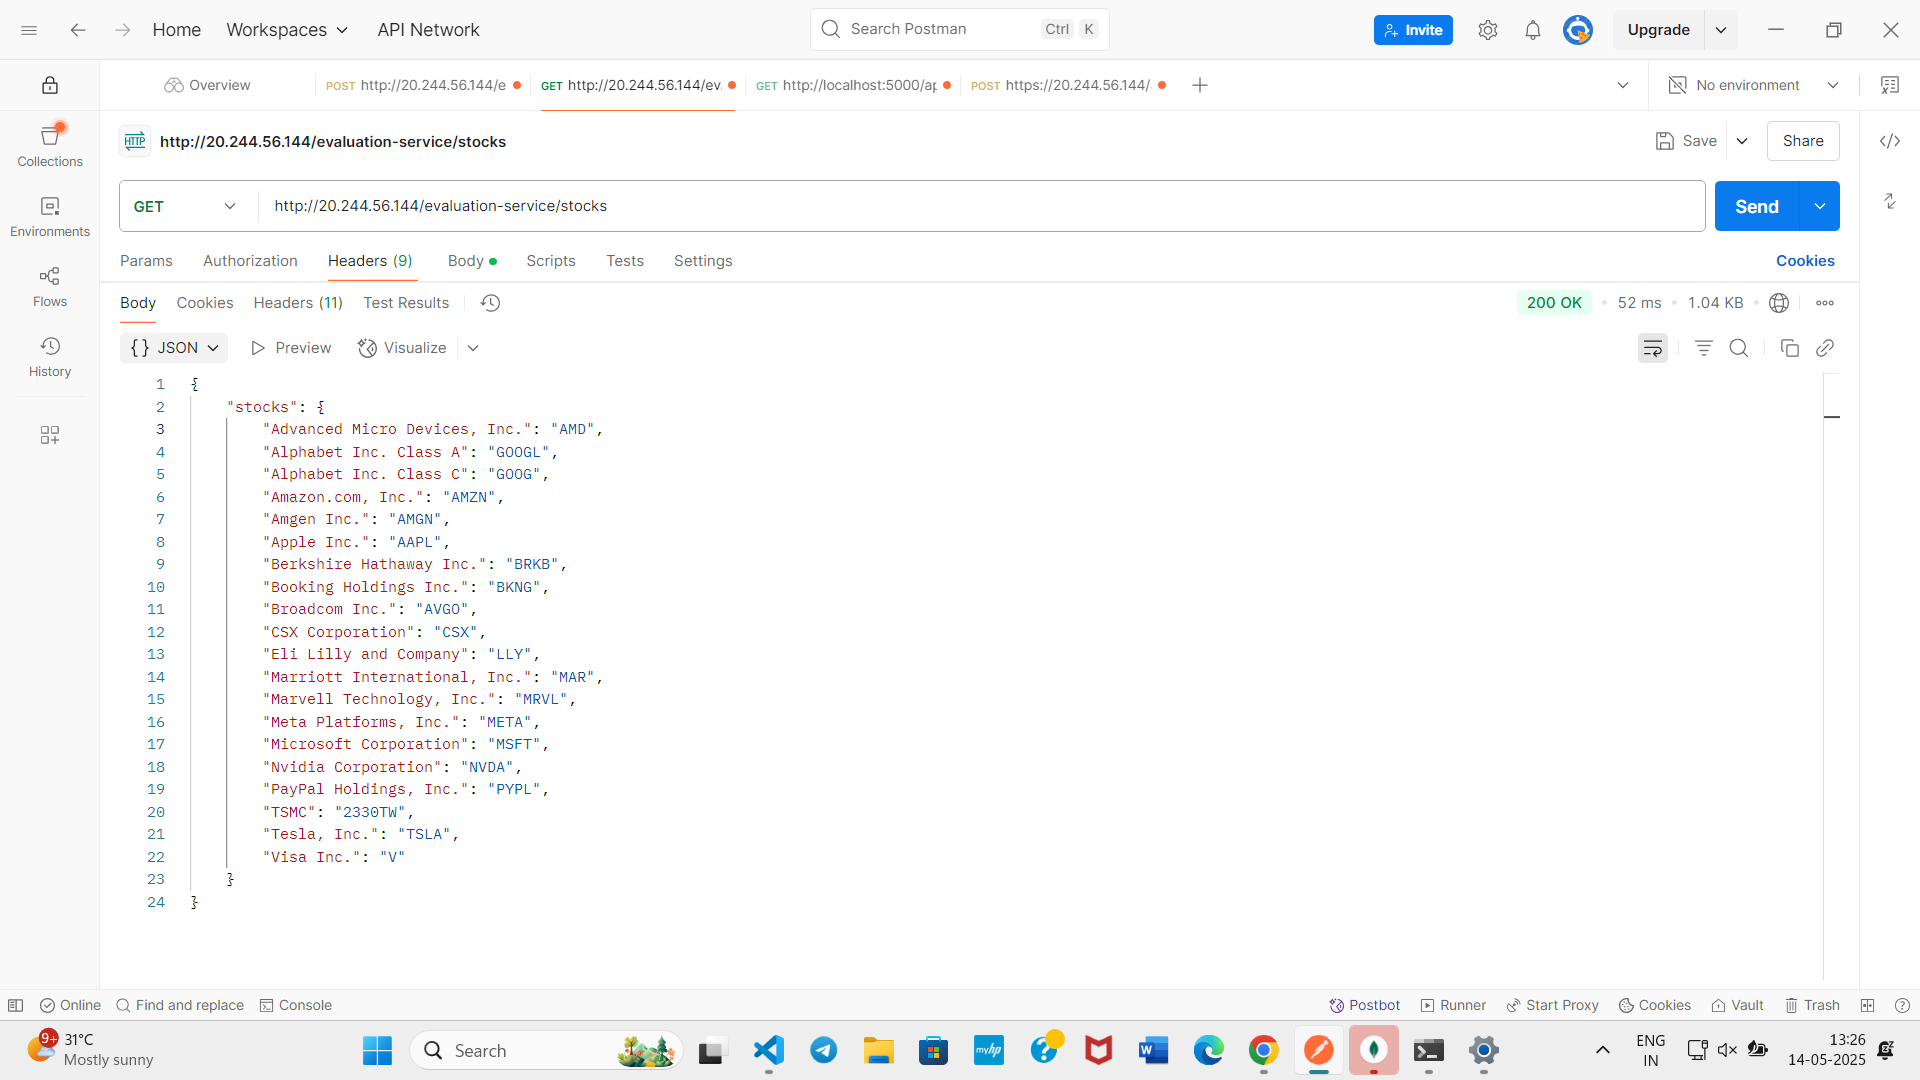 Home
Workspaces
API Network
Search Postman
Ctrl
K
Invite
Upgrade
Overview
POST http://20.244.56.144/e
GET http://20.244.56.144/ev
GET http://localhost:5000/ap
POST https://20.244.56.144/
No environment
Collections
Environments
Flows
History
HTTP
http://20.244.56.144/evaluation-service/stocks
Save
Share
GET
http://20.244.56.144/evaluation-service/stocks
Send
Params
Authorization
Headers (9)
Body
Scripts
Tests
Settings
Cookies
Body
Cookies
Headers (11)
Test Results
200 OK
52 ms
1.04 KB
{} JSON
Preview
Visualize
1 {
2 "stocks": {
3 "Advanced Micro Devices, Inc.": "AMD",
4 "Alphabet Inc. Class A": "GOOGL",
5 "Alphabet Inc. Class C": "GOOG",
6 "Amazon.com, Inc.": "AMZN",
7 "Amgen Inc.": "AMGN",
8 "Apple Inc.": "AAPL",
9 "Berkshire Hathaway Inc.": "BRKB",
10 "Booking Holdings Inc.": "BKNG",
11 "Broadcom Inc.": "AVGO",
12 "CSX Corporation": "CSX",
13 "Eli Lilly and Company": "LLY",
14 "Marriott International, Inc.": "MAR",
15 "Marvell Technology, Inc.": "MRVL",
16 "Meta Platforms, Inc.": "META",
17 "Microsoft Corporation": "MSFT",
18 "Nvidia Corporation": "NVDA",
19 "PayPal Holdings, Inc.": "PYPL",
20 "TSMC": "2330TW",
21 "Tesla, Inc.": "TSLA",
22 "Visa Inc.": "V"
23 }
24 }
Online
Find and replace
Console
Postbot
Runner
Start Proxy
Cookies
Vault
Trash
9+
31°C
Mostly sunny
Search
myhp
ENG
IN
13:26
14-05-2025